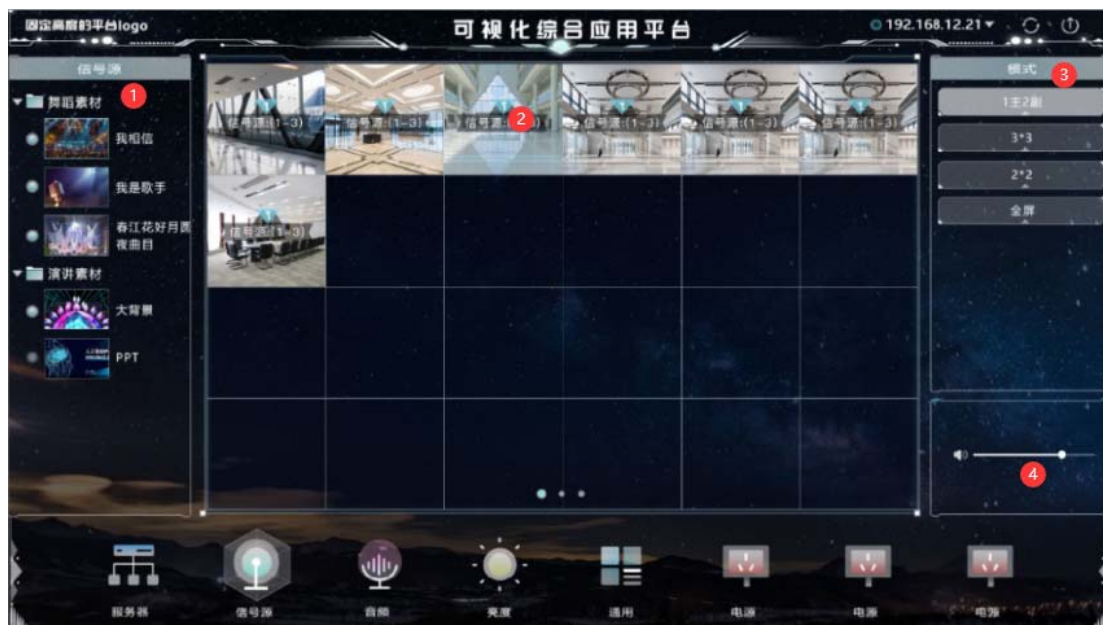 固定高度的平台logo
可视化综合应用平台
192.168.12.21
信号源
1
舞蹈素材
我相信
我是歌手
春江花好月圆
夜曲目
演讲素材
大背景
PPT
信号源:(1-3)
信号源:(1-3)
信号源:
2
3)
信号源:(1-3)
信号源:(1-3)
信号源:(1-3)
信号源:(1-3)
模式
3
1主2副
3*3
2*2
全屏
4
服务器
信号源
音频
亮度
通用
电源
电源
电源